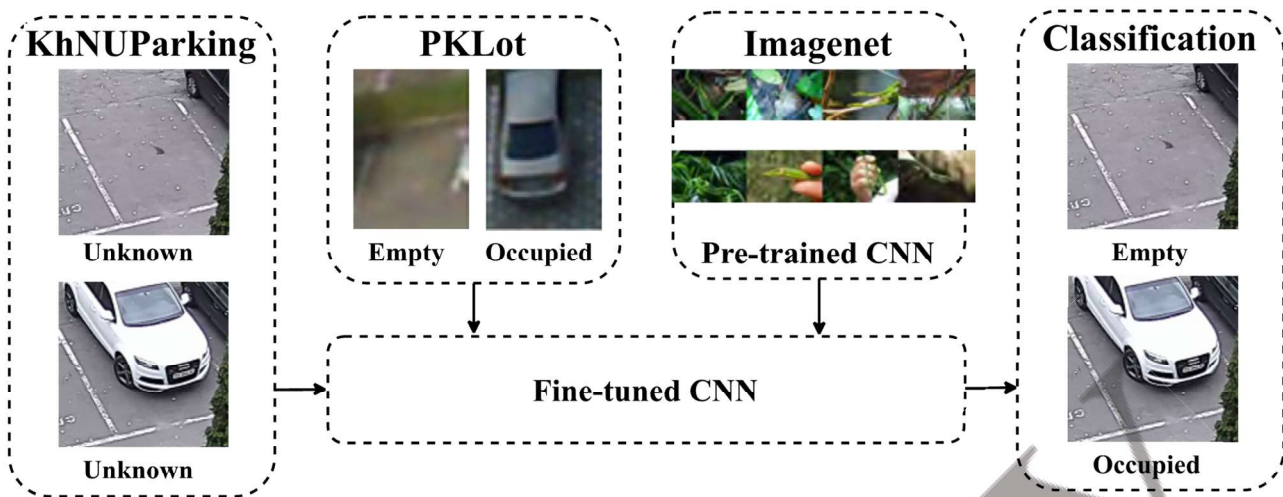 KhNUParking
Unknown
Unknown
PKLot
Empty
Occupied
Imagenet
Pre-trained CNN
Fine-tuned CNN
Classification
Empty
Occupied